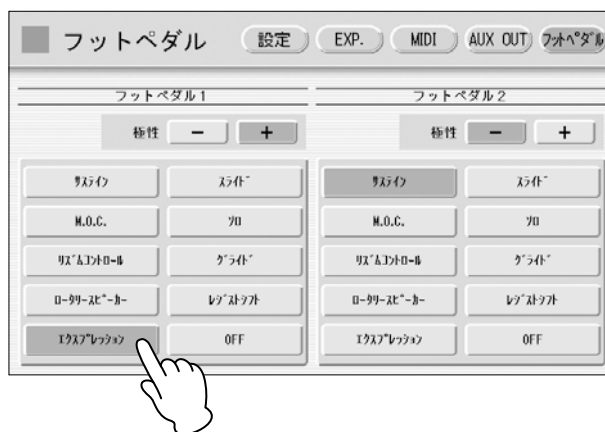 フットペダル 設定 EXP. MIDI AUX OUT フットペダル
フットペダル1 フットペダル2
極性 − + 極性 − +
サスティン スライド サスティン スライド
M.O.C. ソロ M.O.C. ソロ
リズムコントロール グライド リズムコントロール グライド
ロータリースピーカー レジストシフト ロータリースピーカー レジストシフト
エクスプレッション OFF エクスプレッション OFF